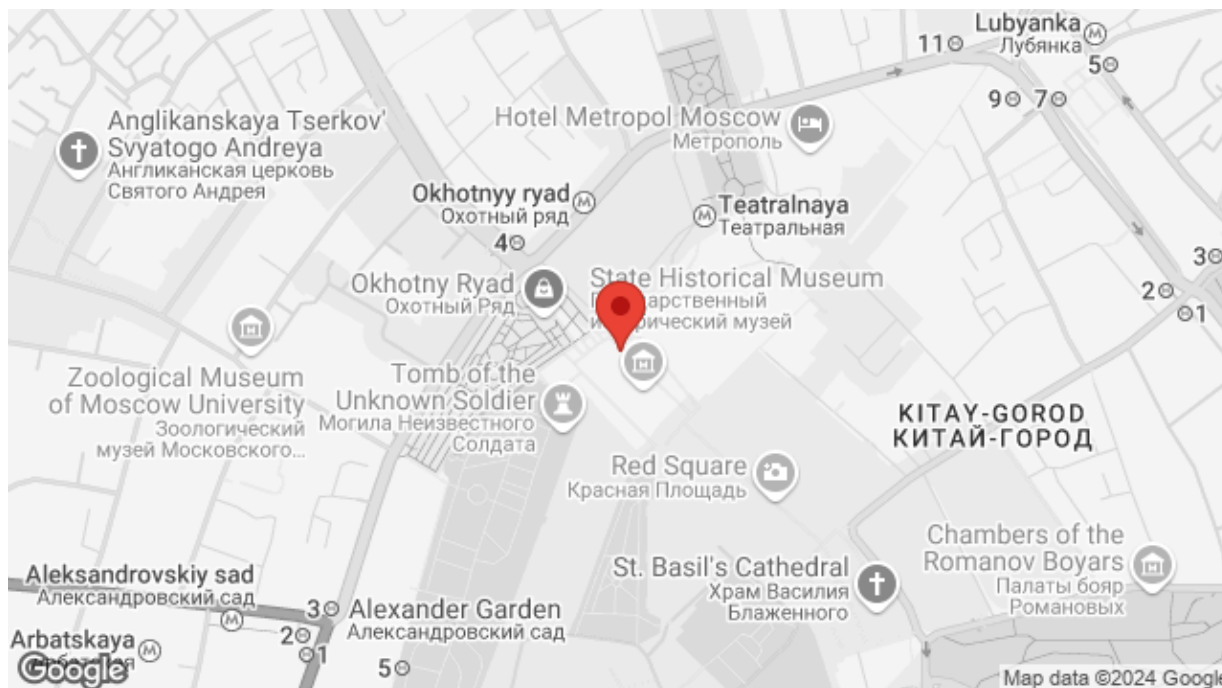 Lubyanka
Лубянка
11
5
9
7
Hotel Metropol Moscow
Метрополь
Anglikanskaya Tserkov'
Svyatogo Andreya
Англиканская церковь
Святого Андрея
Okhotnyy ryad
Охотный ряд
4
Teatralnaya
Театральная
3
2
1
Okhotny Ryad
Охотный Ряд
State Historical Museum
музей
Zoological Museum
of Moscow University
Зоологический
музей Московского...
Tomb of the
Unknown Soldier
Могила Неизвестного
Солдата
KITAY-GOROD
КИТАЙ-ГОРОД
Red Square
Красная Площадь
Chambers of the
Romanov Boyars
Палаты бояр
Романовых
St. Basil's Cathedral
Храм Василия
Блаженного
Aleksandrovskiy sad
Александровский сад
3
2
1
Alexander Garden
Александровский сад
5
Arbatskaya
Google
Map data ©2024 Google